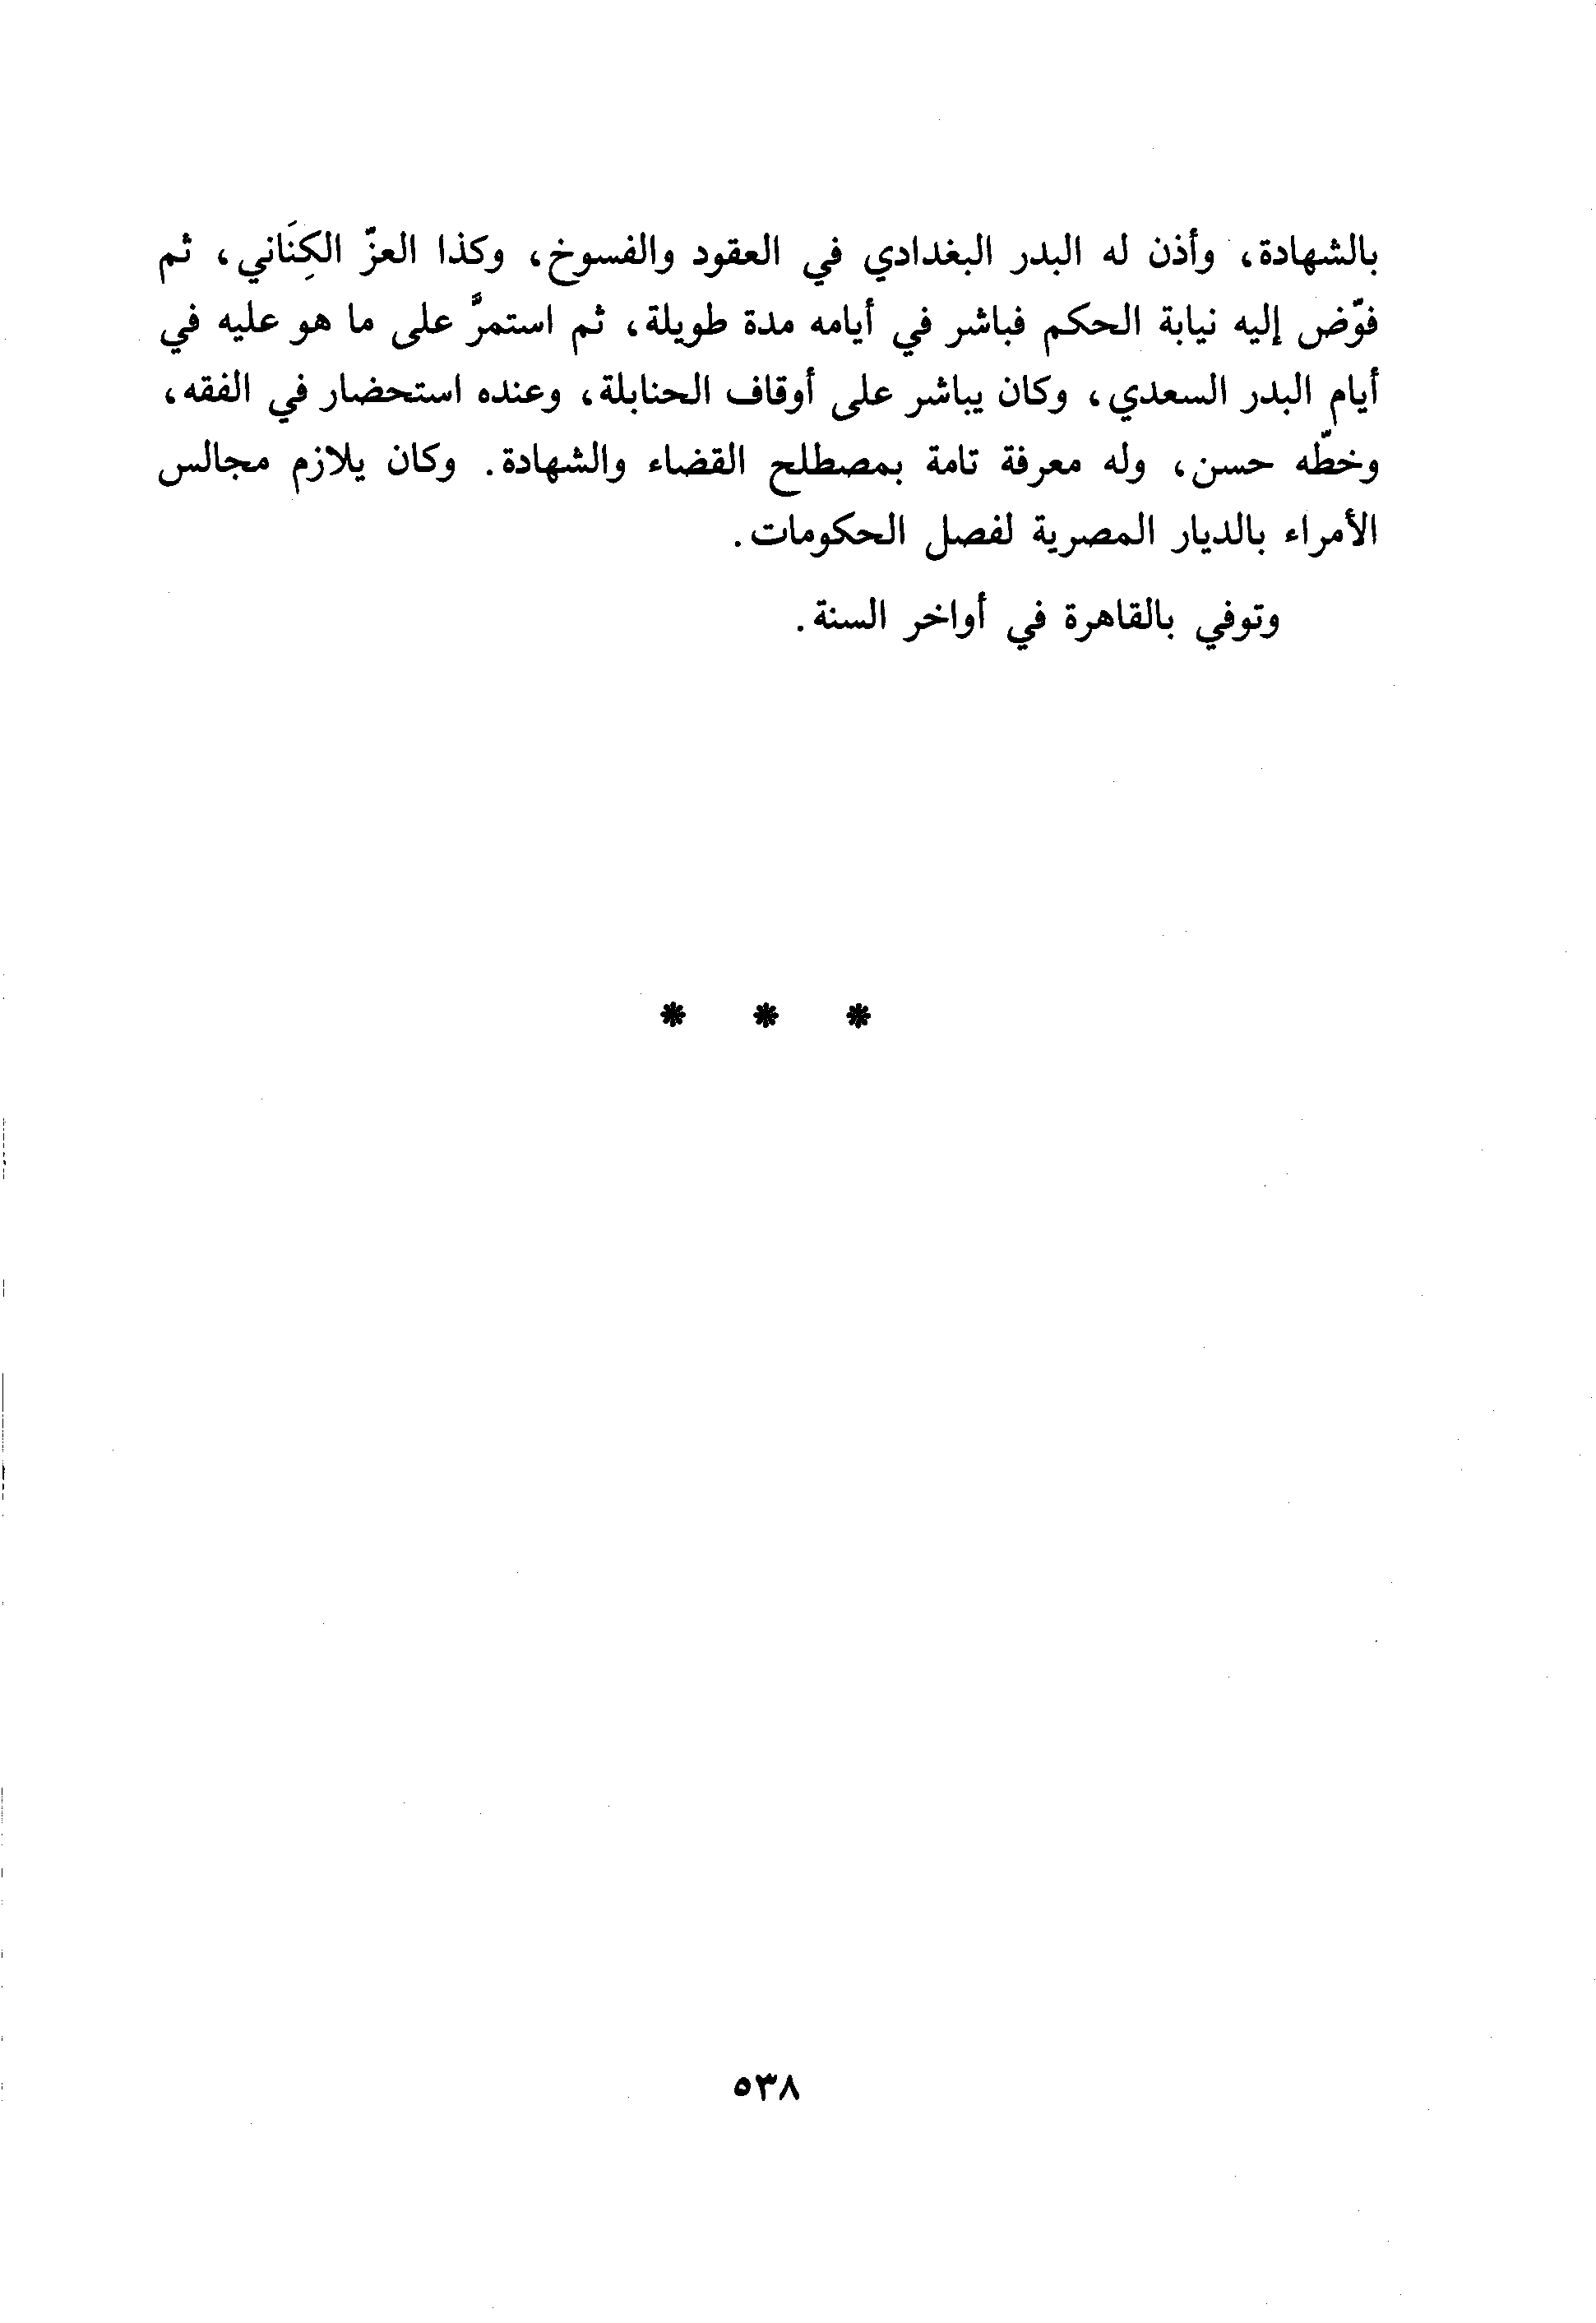 بالشهادة، وأذن له البدر البغدادي في العقود والفسوخ، وكذا العزّ الكِنَاني، ثم
فوّض إليه نيابة الحكم فباشر في أيامه مدة طويلة، ثم استمرَّ على ما هو عليه في
أيام البدر السعدي، وكان يباشر على أوقاف الحنابلة، وعنده استحضار في الفقه،
وخطّه حسن، وله معرفة تامة بمصطلح القضاء والشهادة. وكان يلازم مجالس
الأمراء بالديار المصرية لفصل الحكومات.
وتوفي بالقاهرة في أواخر السنة.
* * *
٥٣٨